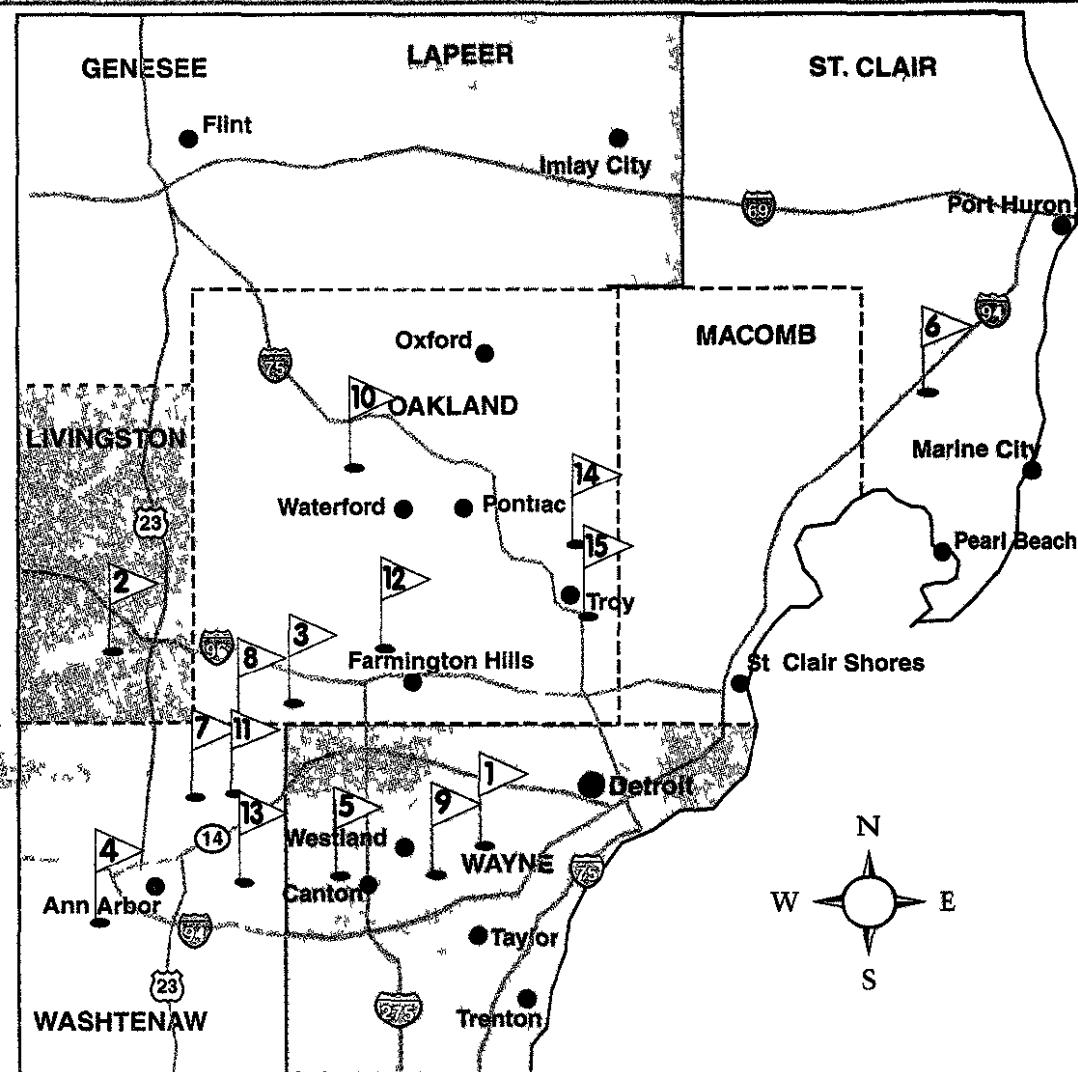 GENESEE
LAPEER
ST. CLAIR
Flint
Imlay City
69
Port Huron
94
6
Oxford
MACOMB
75
10
OAKLAND
LIVINGSTON
Marine City
14
Waterford
Pontiac
23
15
Pearl Beach
2
12
Troy
3
96
8
Farmington Hills
St Clair Shores
7
11
1
Detroit
13
5
9
14
Westland
WAYNE
4
Canton
Ann Arbor
75
94
Taylor
23
275
Trenton
WASHTENAW
N
W
E
S